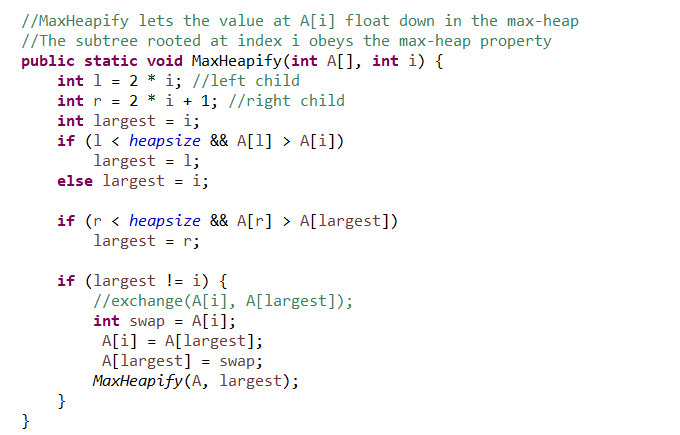 //MaxHeapify lets the value at A[i] float down in the max-heap
//The subtree rooted at index i obeys the max-heap property
public static void MaxHeapify(int A[], int i) {
    int l = 2 * i; //left child
    int r = 2 * i + 1; //right child
    int largest = i;
    if (l < heapsize && A[l] > A[i])
        largest = l;
    else largest = i;

    if (r < heapsize && A[r] > A[largest])
        largest = r;

    if (largest != i) {
        //exchange(A[i], A[largest]);
        int swap = A[i];
         A[i] = A[largest];
         A[largest] = swap;
        MaxHeapify(A, largest);
    }
}